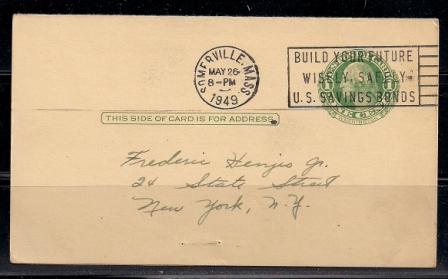 SOMERVILLE, MASS.
MAY 26
8-PM
1949
BUILD YOUR FUTURE
WISELY, SAFELY
U.S. SAVINGS BONDS
THIS SIDE OF CARD IS FOR ADDRESS
Frederic Henjes Jr.
24 State Street
New York, N.Y.